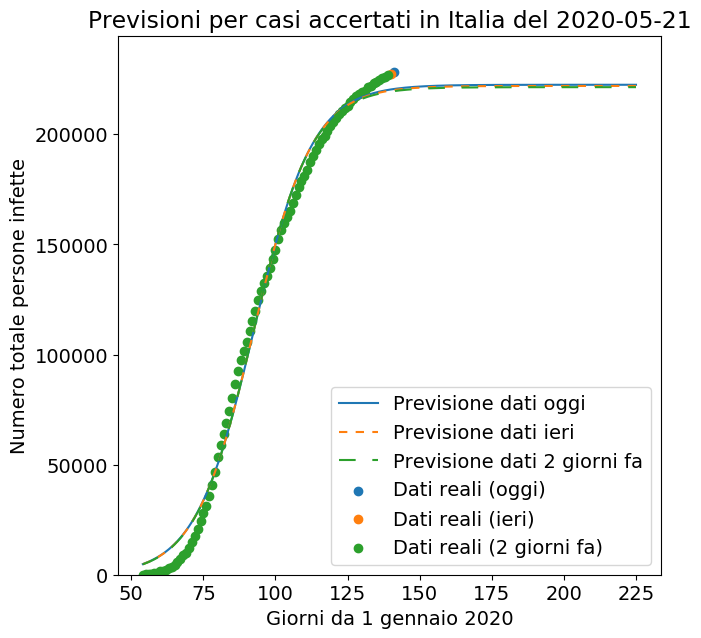 Previsioni per casi accertati in Italia del 2020-05-21
Numero totale persone infette
200000
150000
100000
50000
0
50
75
100
125
150
175
200
225
Giorni da 1 gennaio 2020
Previsione dati oggi
Previsione dati ieri
Previsione dati 2 giorni fa
Dati reali (oggi)
Dati reali (ieri)
Dati reali (2 giorni fa)